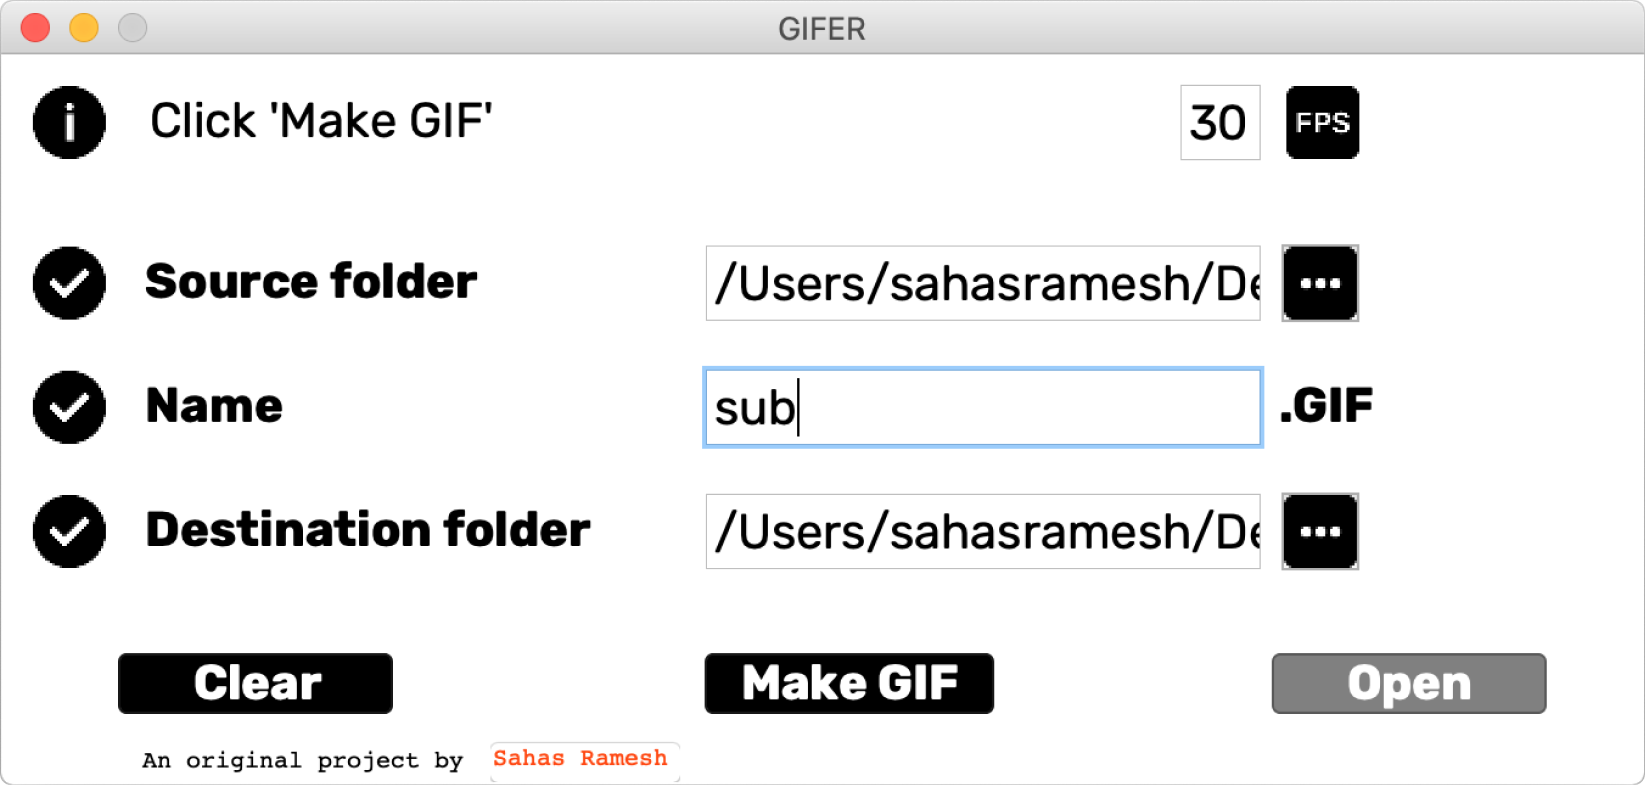 GIFER
Click 'Make GIF' 30 FPS
Source folder /Users/sahasramesh/De
Name sub .GIF
Destination folder /Users/sahasramesh/De
Clear Make GIF Open
An original project by Sahas Ramesh